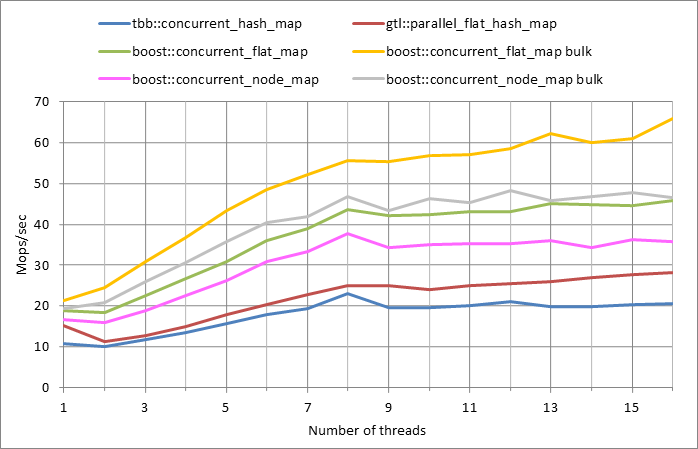 tbb::concurrent_hash_map gtl::parallel_flat_hash_map
boost::concurrent_flat_map boost::concurrent_flat_map bulk
boost::concurrent_node_map boost::concurrent_node_map bulk
70
60
50
40
30
20
10
0
Mops/sec
1 3 5 7 9 11 13 15
Number of threads